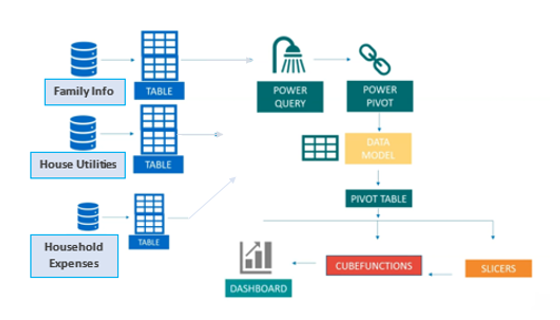 Family Info
TABLE
POWER
QUERY
POWER
PIVOT
House Utilities
TABLE
DATA
MODEL
PIVOT TABLE
Household
Expenses
TABLE
DASHBOARD
CUBEFUNCTIONS
SLICERS